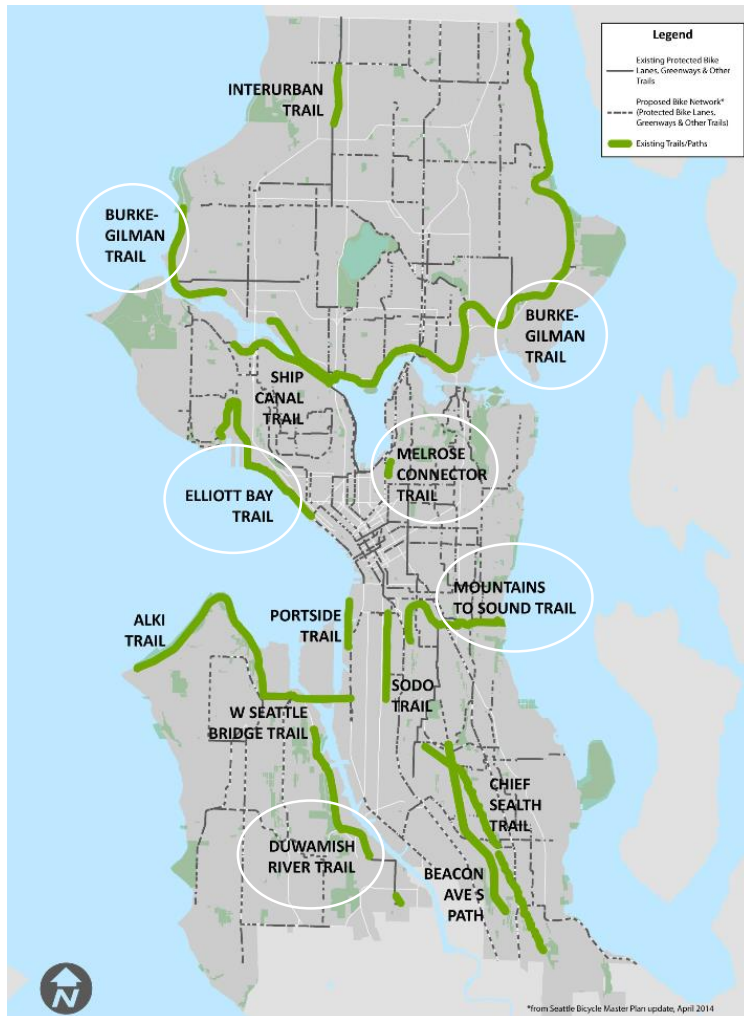 Legend
Existing Protected Bike
Lanes, Greenways & Other
Trails
Proposed Bike Network*
(Protected Bike Lanes,
Greenways & Other Trails)
Existing Trails/Paths
INTERURBAN
TRAIL
BURKE-
GILMAN
TRAIL
BURKE-
GILMAN
TRAIL
SHIP
CANAL
TRAIL
MELROSE
CONNECTOR
TRAIL
ELLIOTT BAY
TRAIL
MOUNTAINS
TO SOUND TRAIL
ALKI
TRAIL
PORTSIDE
TRAIL
SODO
TRAIL
W SEATTLE
BRIDGE TRAIL
CHIEF
SEALTH
TRAIL
DUWAMISH
RIVER TRAIL
BEACON
AVE S
PATH
N
*from Seattle Bicycle Master Plan update, April 2014